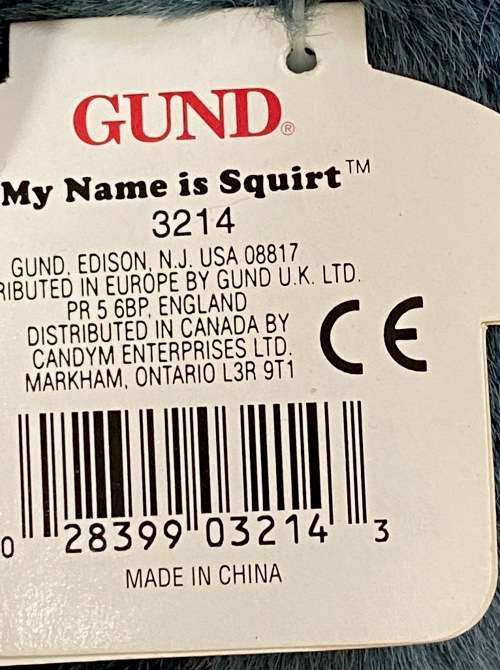 GUND®
My Name is Squirt™
3214
GUND, EDISON, N.J. USA 08817
RIBUTED IN EUROPE BY GUND U.K. LTD.
PR 5 6BP, ENGLAND
DISTRIBUTED IN CANADA BY
CANDYM ENTERPRISES LTD.
MARKHAM, ONTARIO L3R 9T1
CE
0 28399 03214 3
MADE IN CHINA